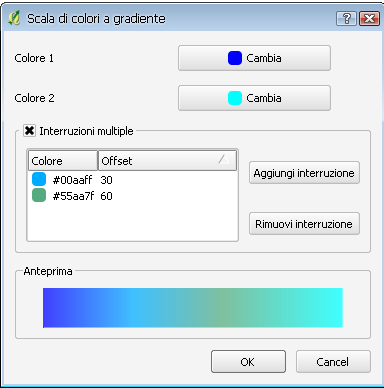 Scala di colori a gradiente
Colore 1 Cambia
Colore 2 Cambia
Interruzioni multiple
Colore Offset
#00aaff 30
#55aa7f 60
Aggiungi interruzione
Rimuovi interruzione
Anteprima
OK Cancel